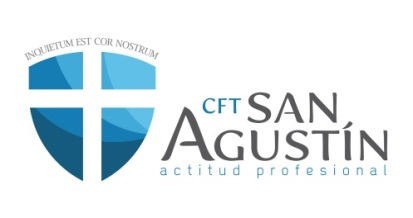 INQUIETUM EST COR NOSTRUM
CFT SAN
AGUSTÍN
actitud profesional